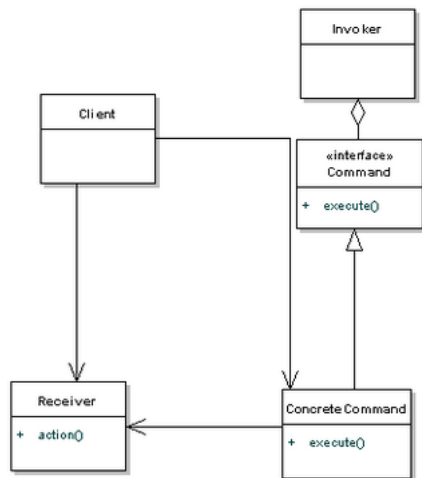 Invoker
Client
«interface»
Command
+ execute()
Receiver
+ action()
Concrete Command
+ execute()